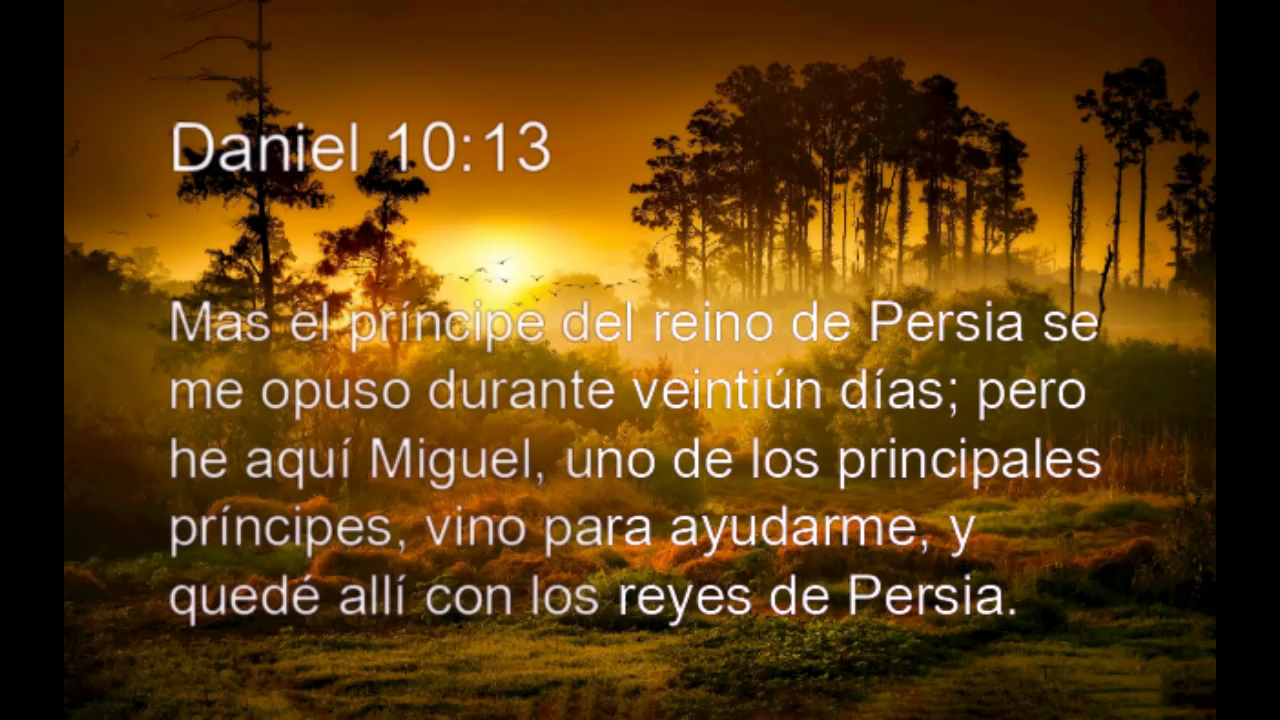 Daniel 10:13
Mas el príncipe del reino de Persia se
me opuso durante veintiún días; pero
he aquí Miguel, uno de los principales
príncipes, vino para ayudarme, y
quedé allí con los reyes de Persia.